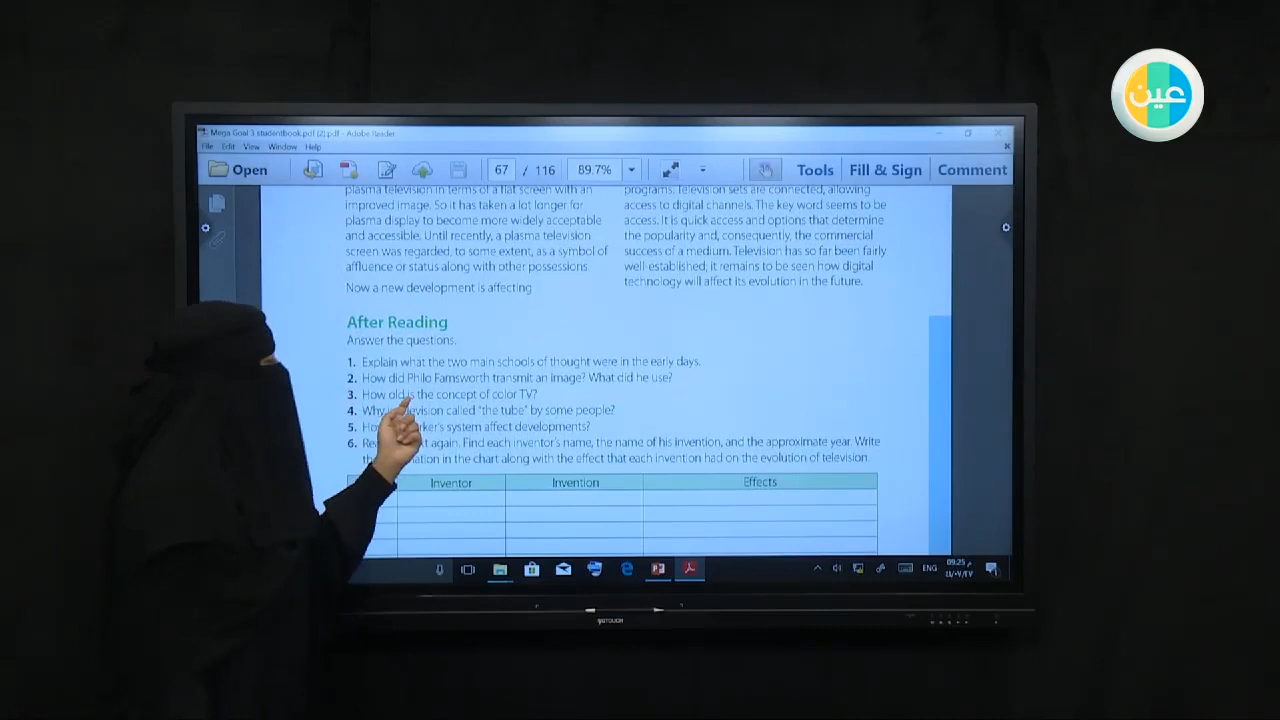 عين
Mega Goal 3 studentbook.pdf (2).pdf - Adobe Reader
File Edit View Window Help
Open 67 / 116 89.7% Tools Fill & Sign Comment
plasma television in terms of a flat screen with an
improved image. So it has taken a lot longer for
plasma display to become more widely acceptable
and accessible. Until recently, a plasma television
screen was regarded, to some extent, as a symbol of
affluence or status along with other possessions.
Now a new development is affecting
programs. Television sets are connected, allowing
access to digital channels. The key word seems to be
access. It is quick access and options that determine
the popularity and, consequently, the commercial
success of a medium. Television has so far been fairly
well-established; it remains to be seen how digital
technology will affect its evolution in the future.
After Reading
Answer the questions.
1. Explain what the two main schools of thought were in the early days.
2. How did Philo Farnsworth transmit an image? What did he use?
3. How old is the concept of color TV?
4. Why television called "the tube" by some people?
5. system affect developments?
6. again. Find each inventor's name, the name of his invention, and the approximate year. Write
in the chart along with the effect that each invention had on the evolution of television.
Inventor Invention Effects
ENG
09:25 م